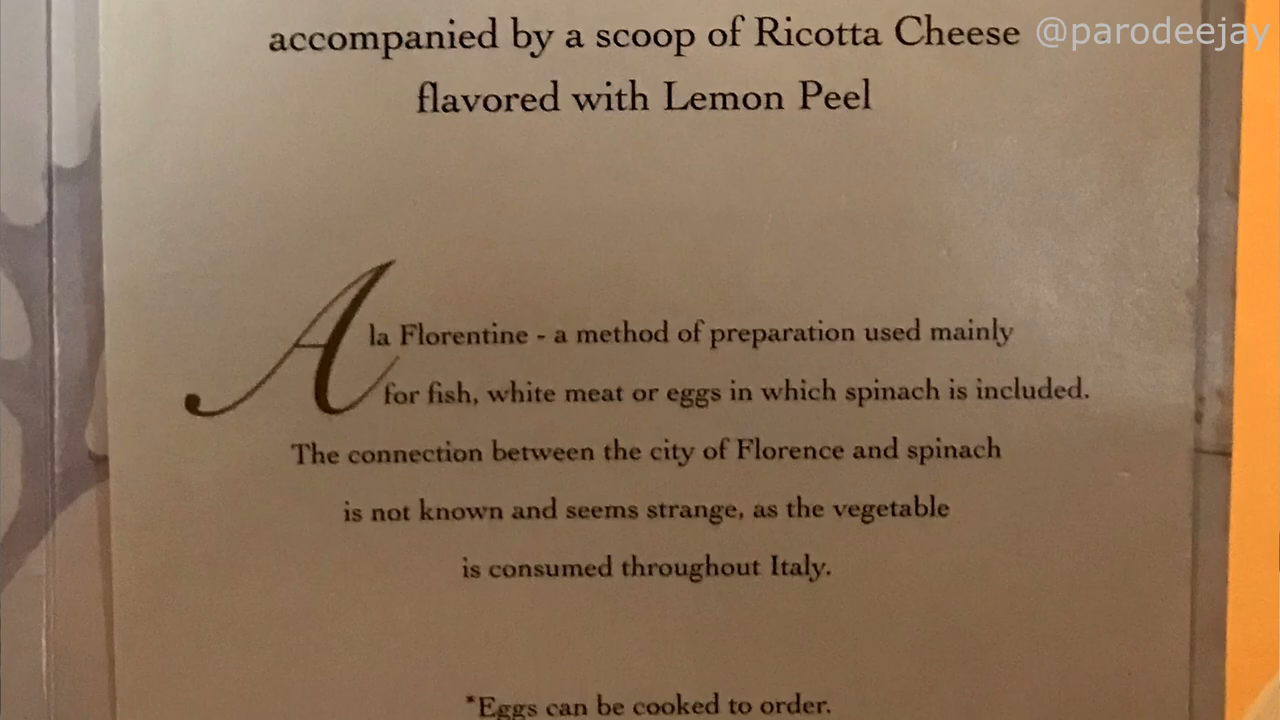 accompanied by a scoop of Ricotta Cheese
@parodeejay
flavored with Lemon Peel
A la Florentine - a method of preparation used mainly
for fish, white meat or eggs in which spinach is included.
The connection between the city of Florence and spinach
is not known and seems strange, as the vegetable
is consumed throughout Italy.
*Eggs can be cooked to order.